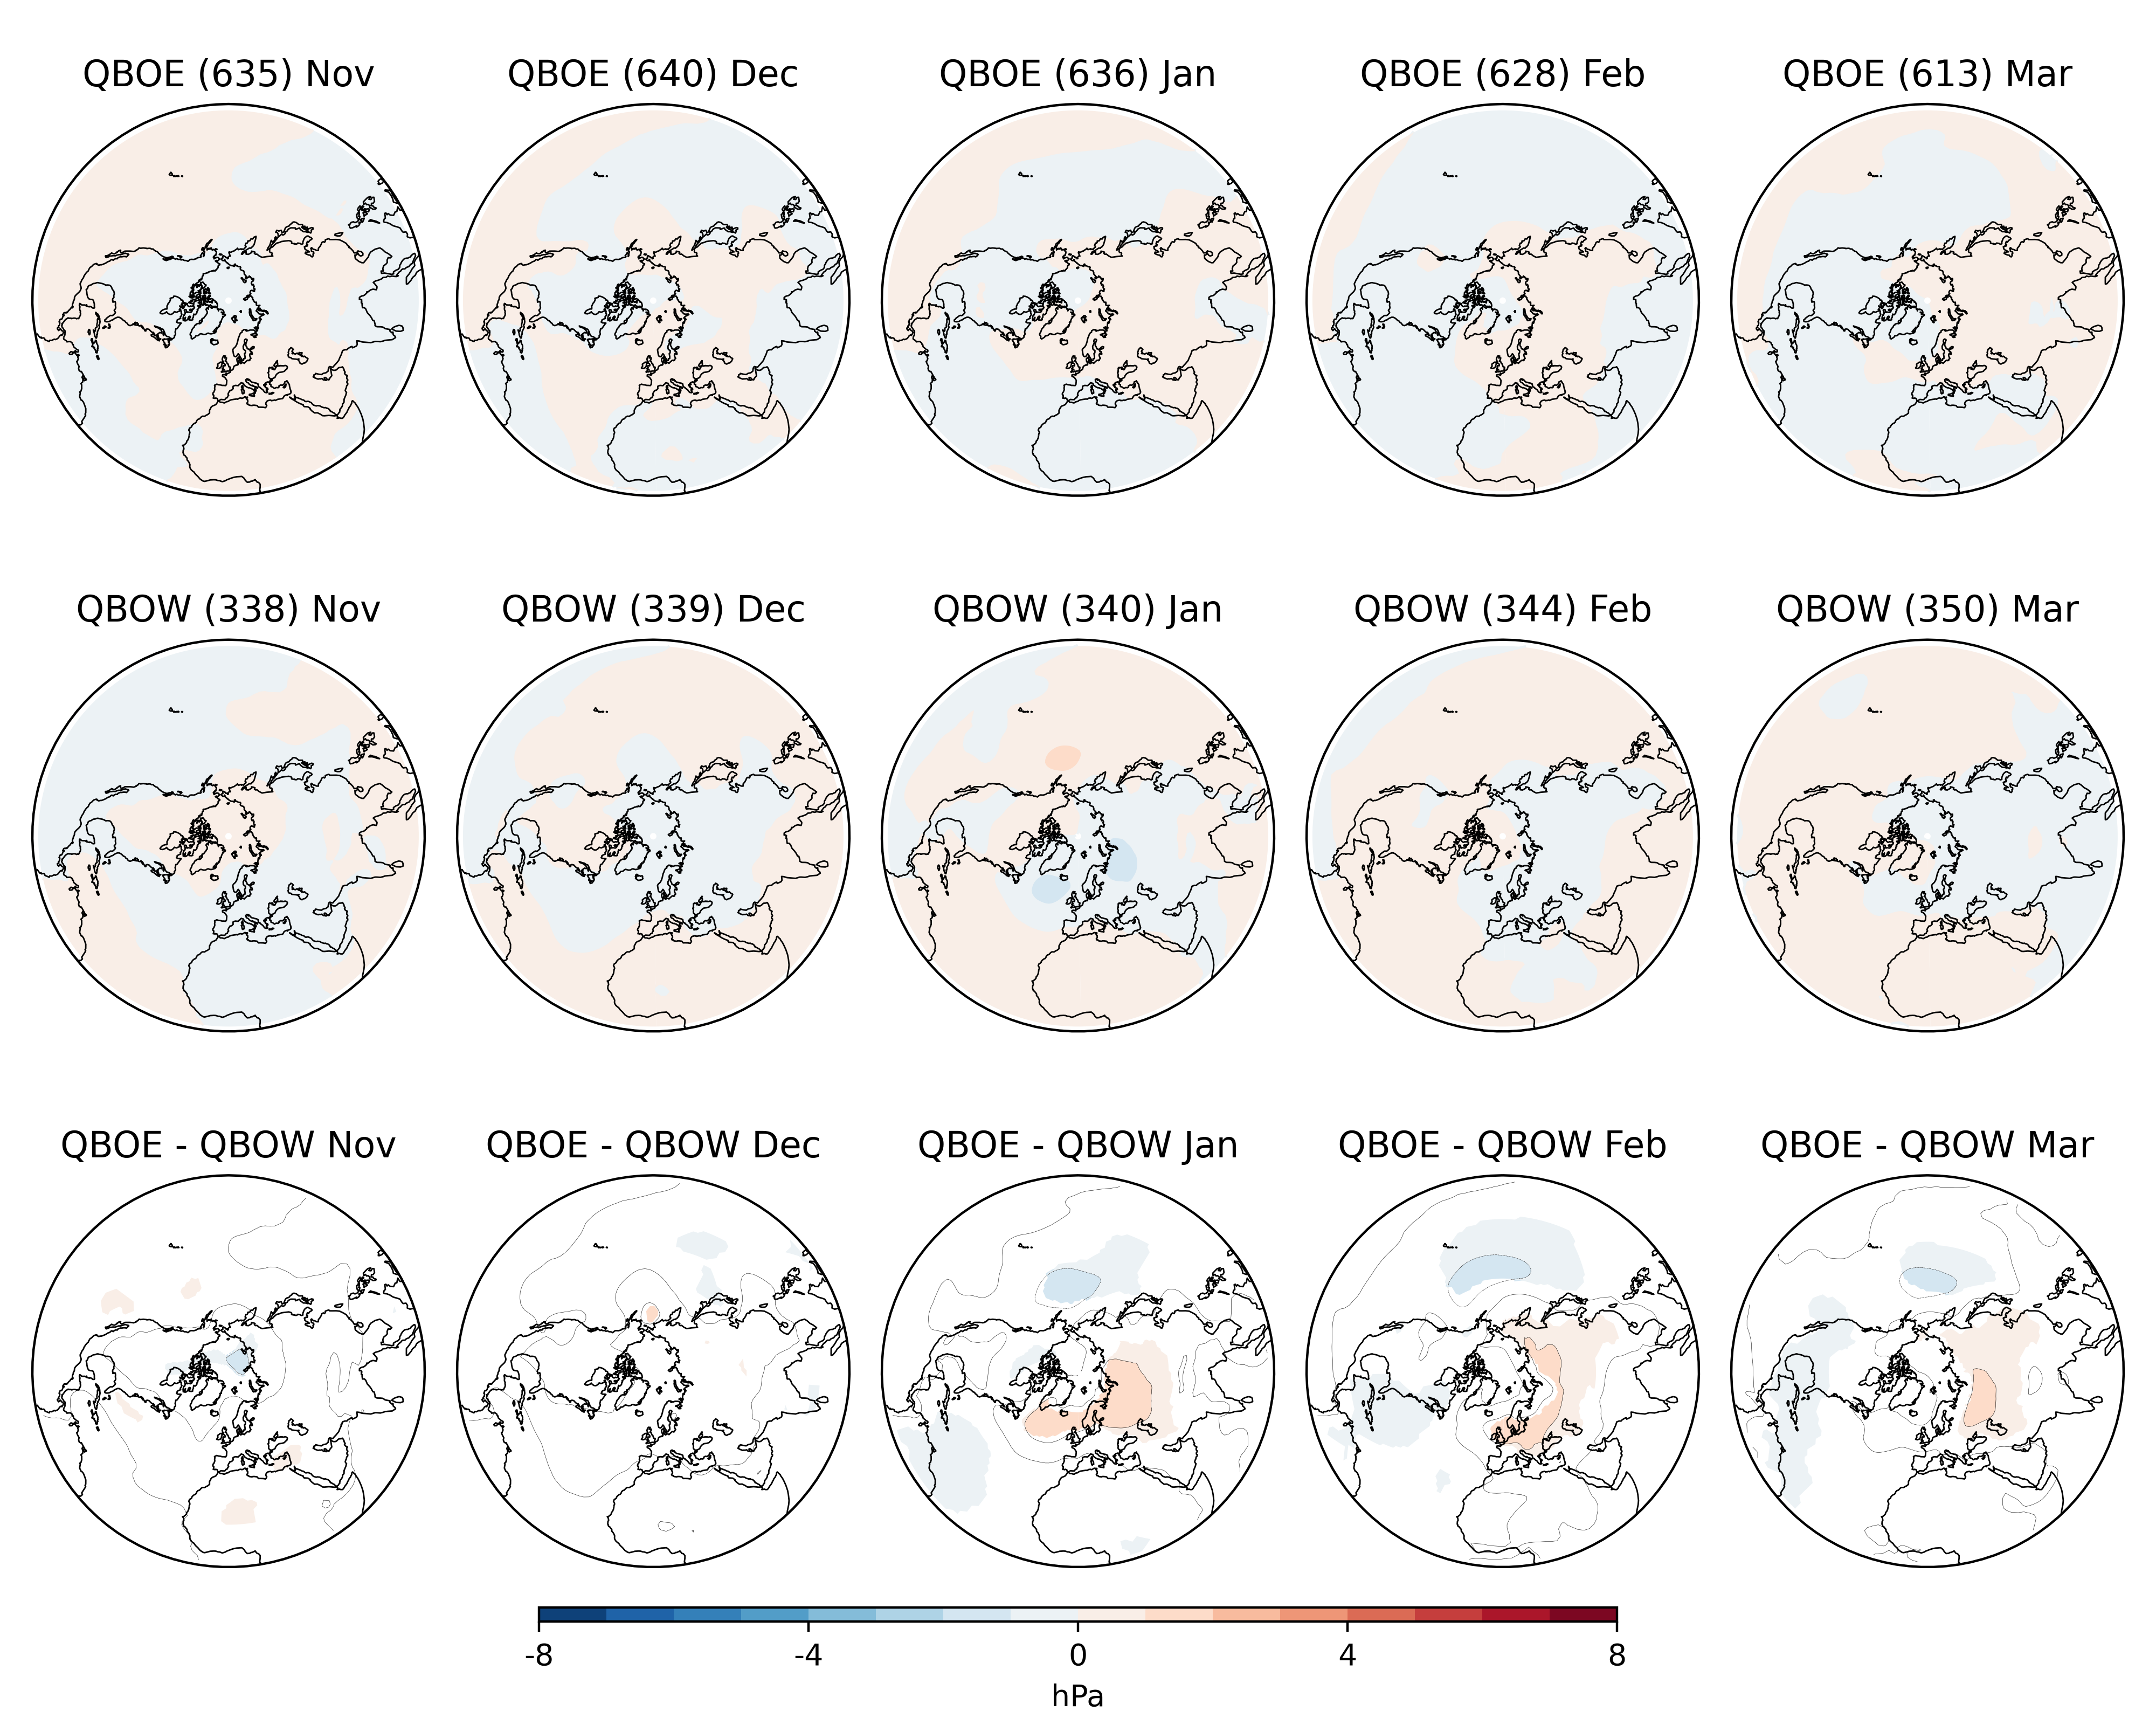 QBOE (635) Nov
QBOE (640) Dec
QBOE (636) Jan
QBOE (628) Feb
QBOE (613) Mar
QBOW (338) Nov
QBOW (339) Dec
QBOW (340) Jan
QBOW (344) Feb
QBOW (350) Mar
QBOE - QBOW Nov
QBOE - QBOW Dec
QBOE - QBOW Jan
QBOE - QBOW Feb
QBOE - QBOW Mar
-8 -4 0 4 8
hPa